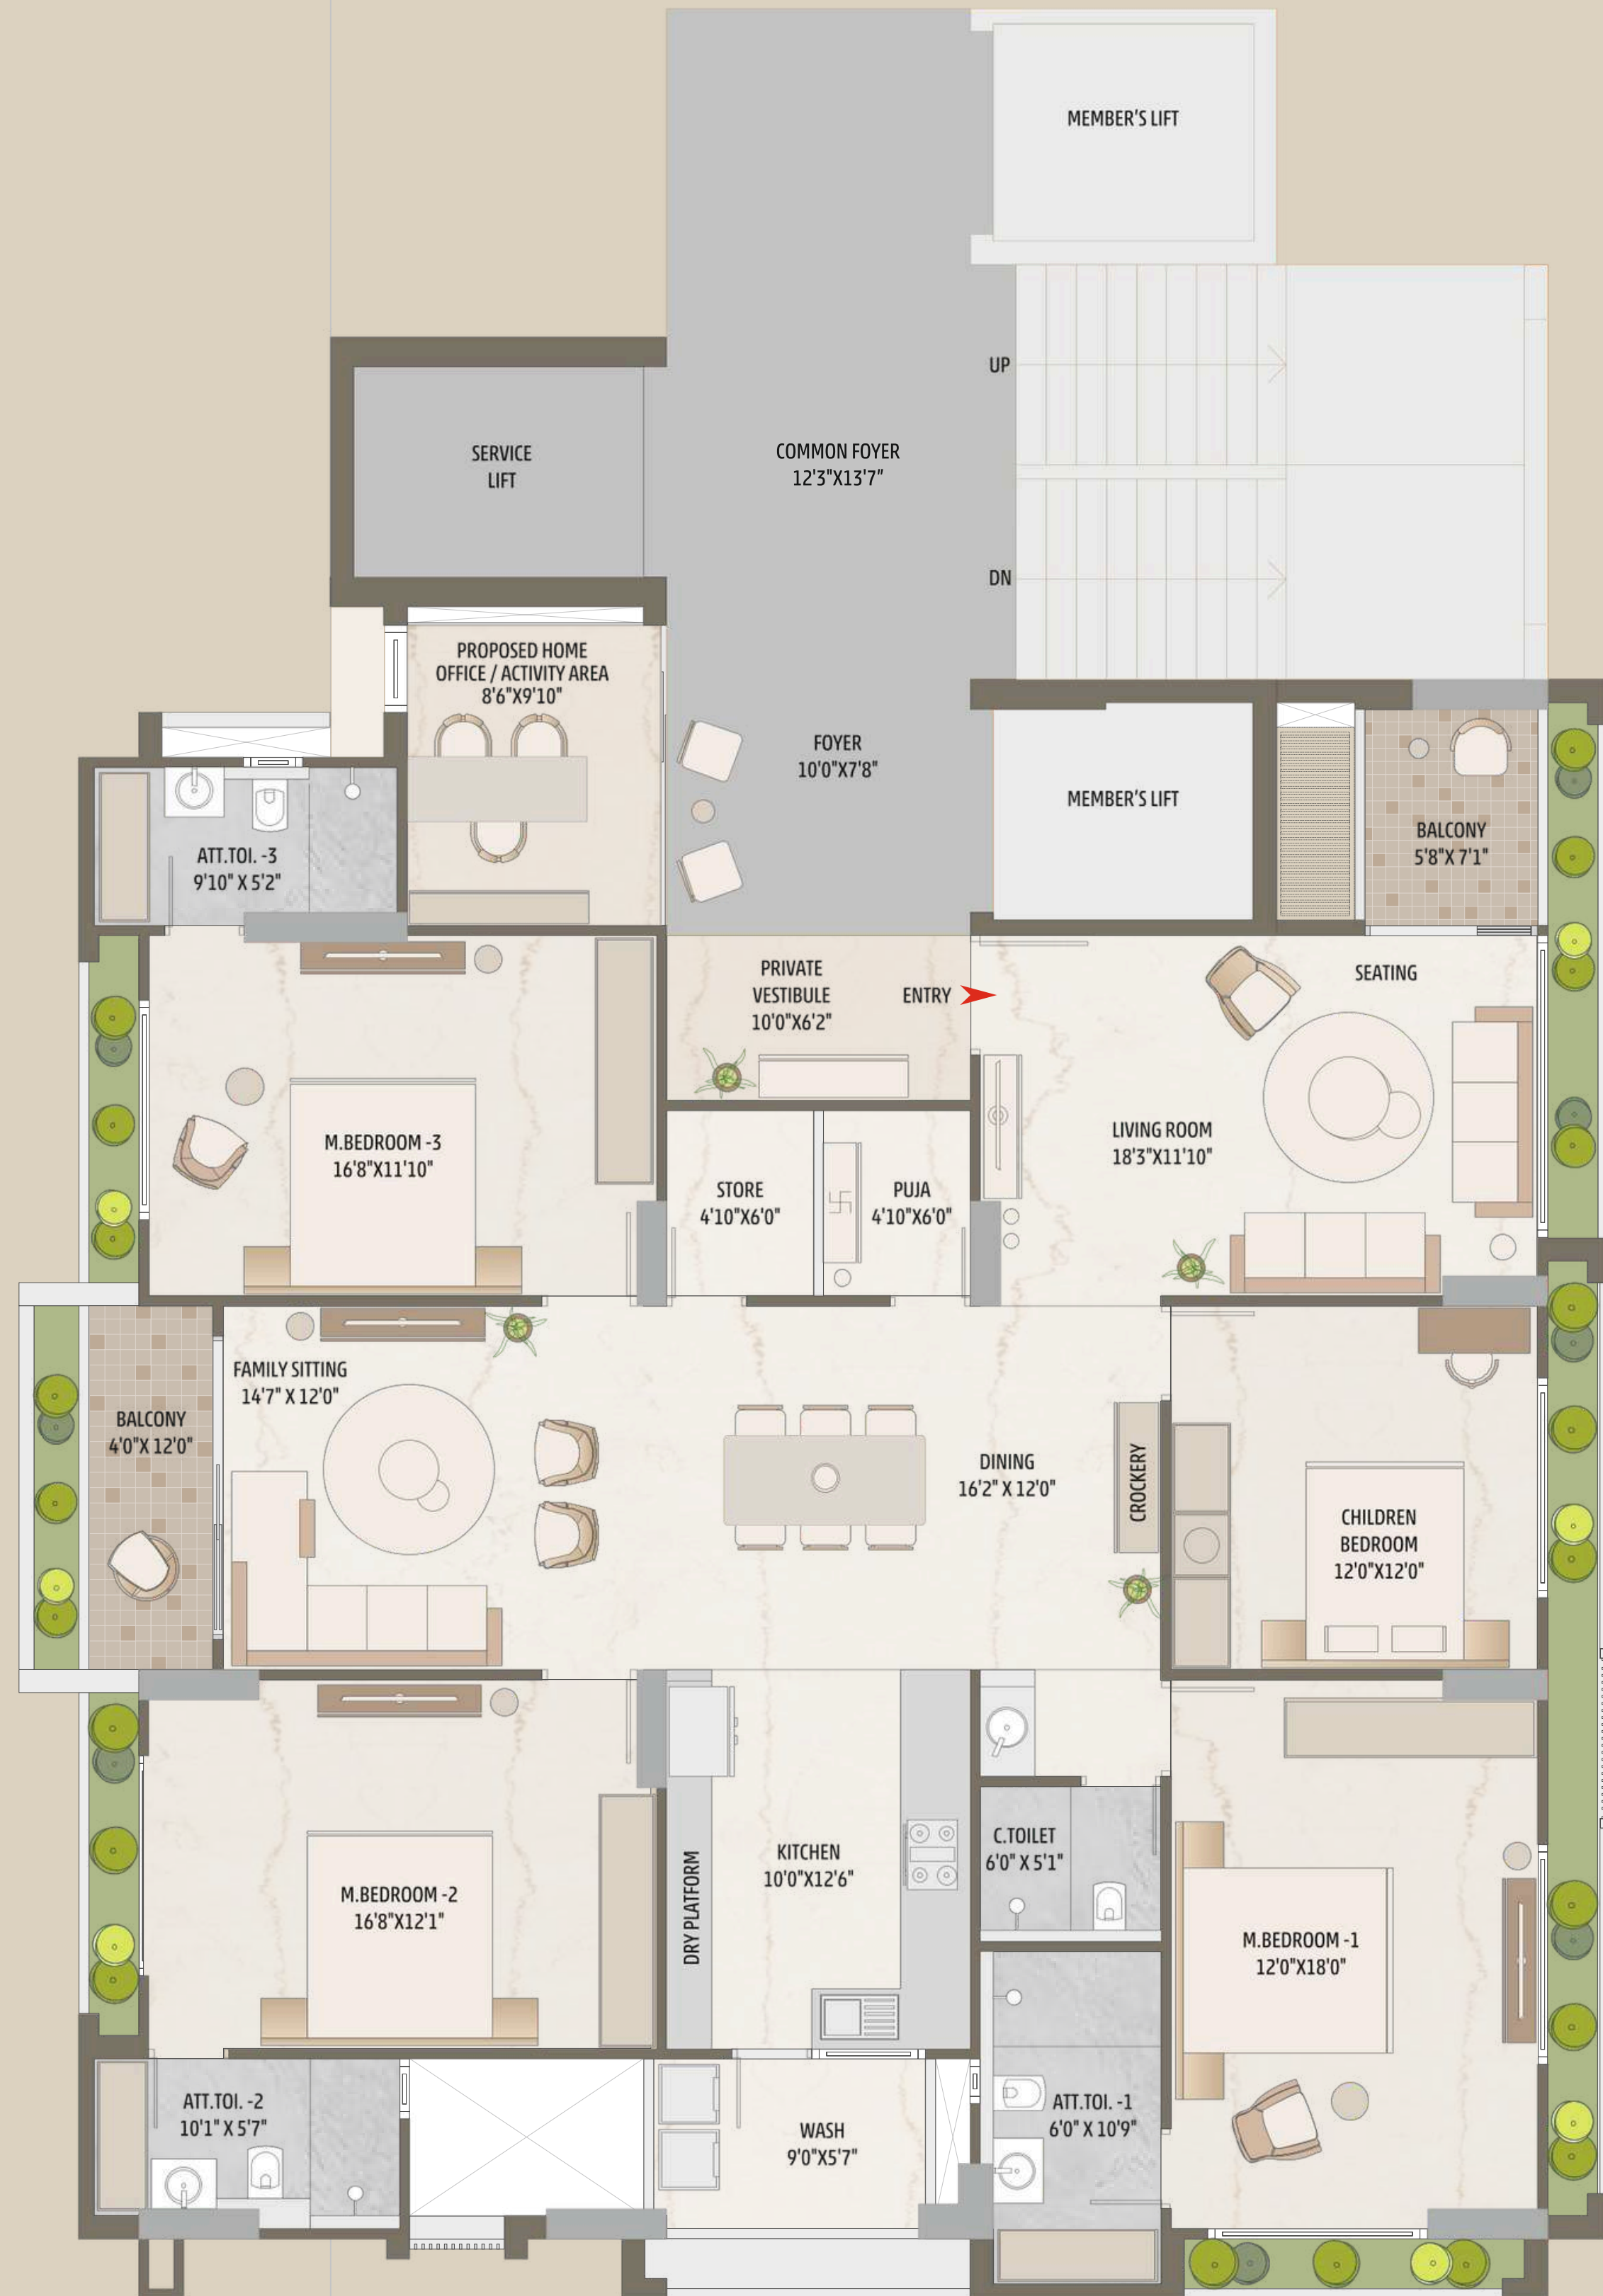 MEMBER'S LIFT
UP
SERVICE
LIFT
COMMON FOYER
12'3"X13'7"
DN
PROPOSED HOME
OFFICE / ACTIVITY AREA
8'6"X9'10"
FOYER
10'0"X7'8"
MEMBER'S LIFT
BALCONY
5'8"X 7'1"
ATT.TOI. -3
9'10" X 5'2"
PRIVATE
VESTIBULE
10'0"X6'2"
ENTRY
SEATING
M.BEDROOM -3
16'8"X11'10"
LIVING ROOM
18'3"X11'10"
STORE
4'10"X6'0"
PUJA
4'10"X6'0"
FAMILY SITTING
14'7" X 12'0"
BALCONY
4'0"X 12'0"
DINING
16'2" X 12'0"
CROCKERY
CHILDREN
BEDROOM
12'0"X12'0"
M.BEDROOM -2
16'8"X12'1"
DRY PLATFORM
KITCHEN
10'0"X12'6"
C.TOILET
6'0" X 5'1"
M.BEDROOM -1
12'0"X18'0"
ATT.TOI. -2
10'1" X 5'7"
WASH
9'0"X5'7"
ATT.TOI. -1
6'0" X 10'9"